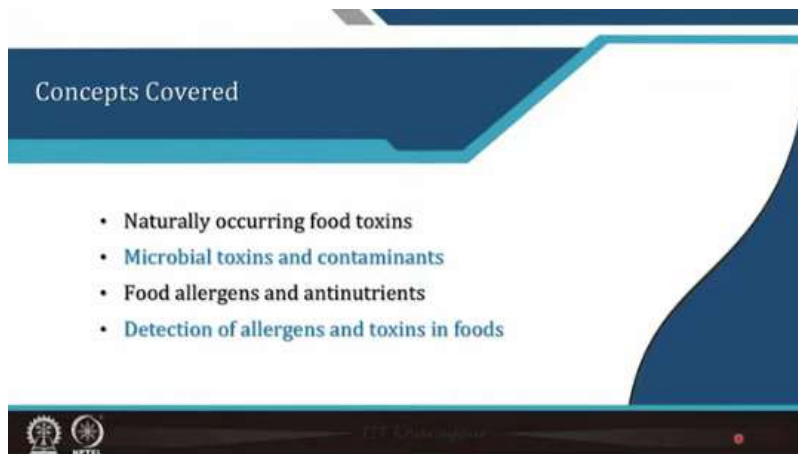 Concepts Covered
• Naturally occurring food toxins
• Microbial toxins and contaminants
• Food allergens and antinutrients
• Detection of allergens and toxins in foods
NPTEL